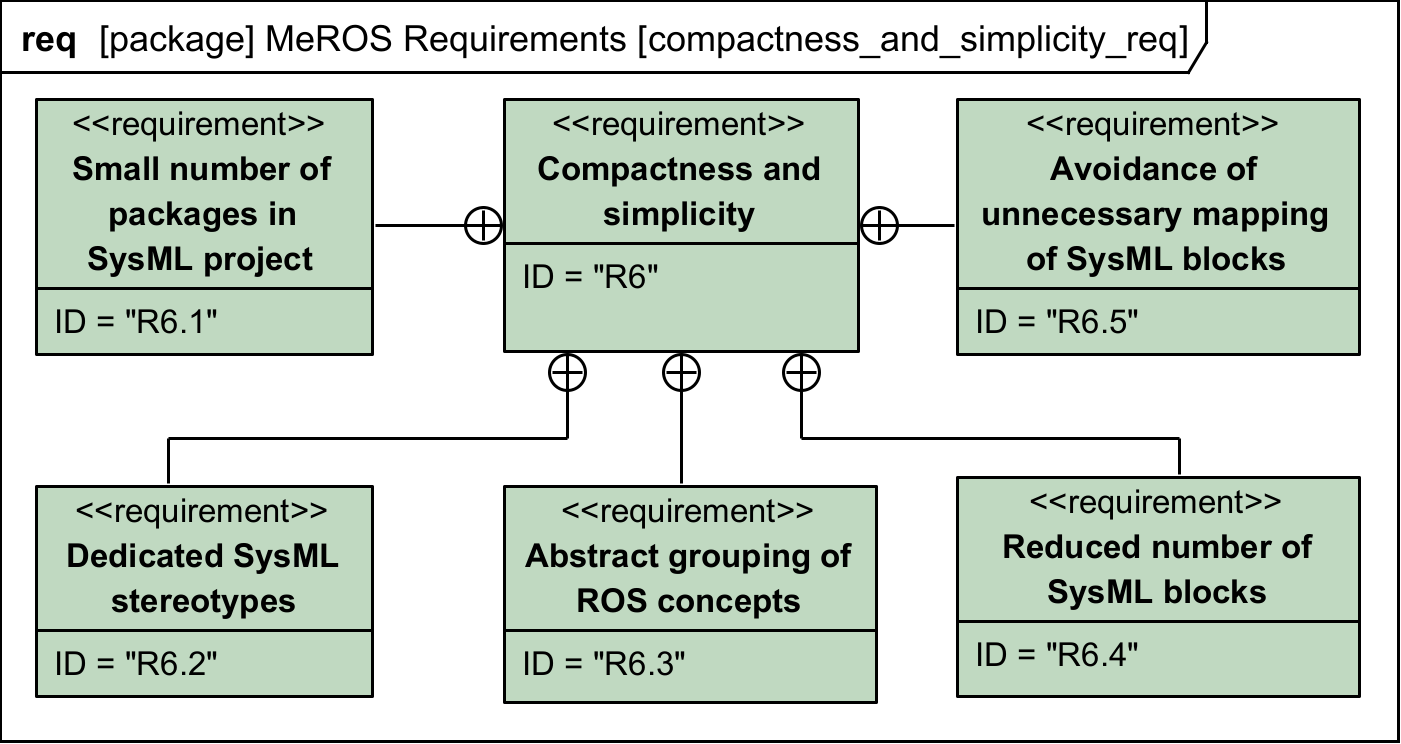 req [package] MeROS Requirements [compactness_and_simplicity_req]
<<requirement>>
Small number of
packages in
SysML project
ID = "R6.1"
<<requirement>>
Compactness and
simplicity
ID = "R6"
<<requirement>>
Avoidance of
unnecessary mapping
of SysML blocks
ID = "R6.5"
<<requirement>>
Dedicated SysML
stereotypes
ID = "R6.2"
<<requirement>>
Abstract grouping of
ROS concepts
ID = "R6.3"
<<requirement>>
Reduced number of
SysML blocks
ID = "R6.4"